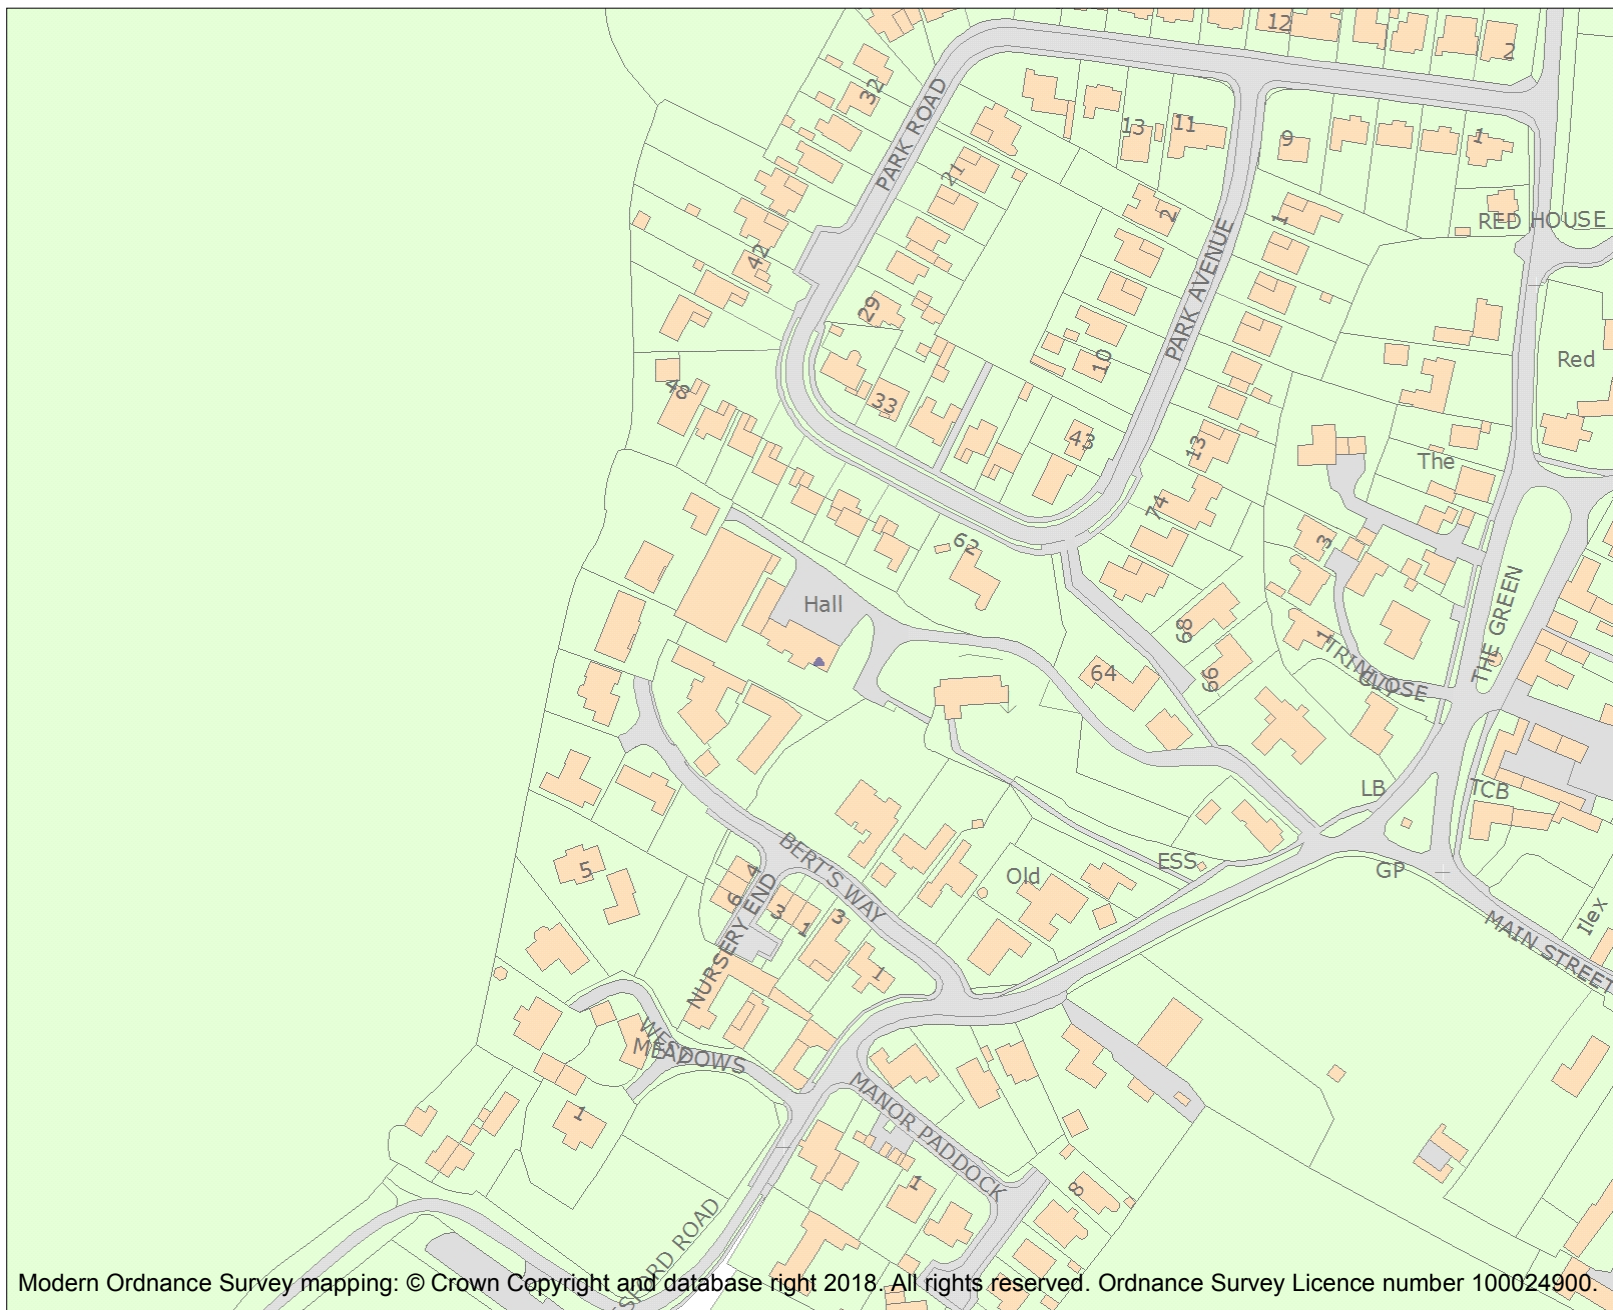 12
2
32
PARK ROAD
13
11
9
1
21
2
1
RED HOUSE
42
PARK AVENUE
29
10
Red
48
33
43
13
The
74
62
3
Hall
THE GREEN
68
1
TRINITY
CLOSE
64
66
LB
TCB
BERT'S WAY
ESS
GP
5
4
Old
6
3
1
3
NURSERY END
1
Ilex
MAIN STREET
WEST
MEADOWS
MANOR PADDOCK
1
1
8
SFORD ROAD
Modern Ordnance Survey mapping: © Crown Copyright and database right 2018. All rights reserved. Ordnance Survey Licence number 100024900.